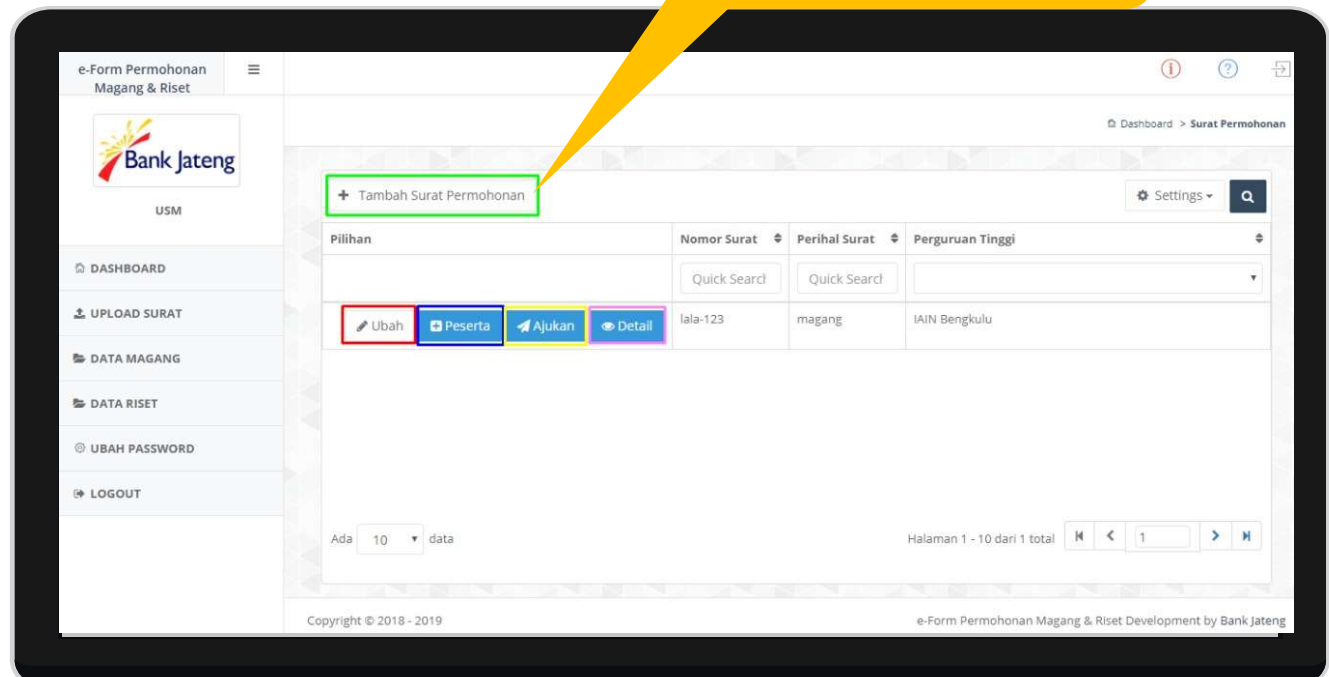 e-Form Permohonan
Magang & Riset
Bank Jateng
USM
DASHBOARD
UPLOAD SURAT
DATA MAGANG
DATA RISET
UBAH PASSWORD
LOGOUT
Dashboard > Surat Permohonan
+ Tambah Surat Permohonan
Settings
Pilihan Nomor Surat Perihal Surat Perguruan Tinggi
Quick Search Quick Search
Ubah Peserta Ajukan Detail lala-123 magang IAIN Bengkulu
Ada 10 data Halaman 1 - 10 dari 1 total 1
Copyright © 2018 - 2019 e-Form Permohonan Magang & Riset Development by Bank Jateng